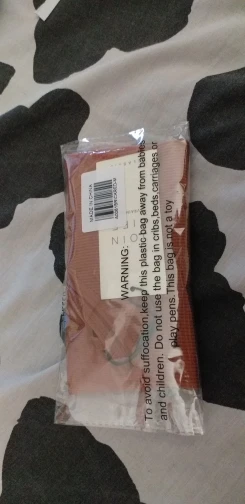 WARNING:
To avoid suffocation,keep this plastic bag away from babies
and children. Do not use the bag in cribs,beds,carriages,or
play pens.This bag is not a toy
MADE IN CHINA